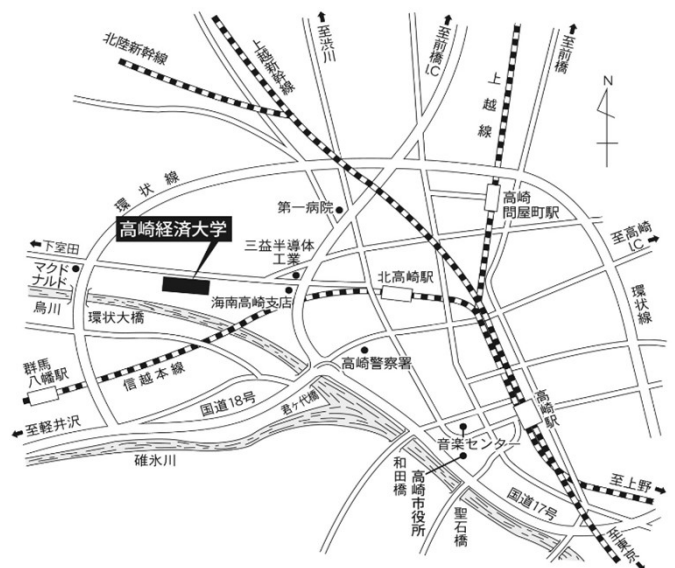 北陸新幹線
上越新幹線
至渋川
至前橋
I.C
至前橋
上越線
N
環状線
第一病院
高崎
問屋町駅
高崎経済大学
下室田
三益半導体
工業
至高崎
I.C
マクド
ナルド
北高崎駅
海南高崎支店
烏川
環状大橋
環状線
群馬
八幡駅
信越本線
高崎警察署
国道18号
君ヶ代橋
高崎駅
至軽井沢
音楽センター
碓氷川
和田橋
高崎市役所
聖石橋
国道17号
至上野
至東京